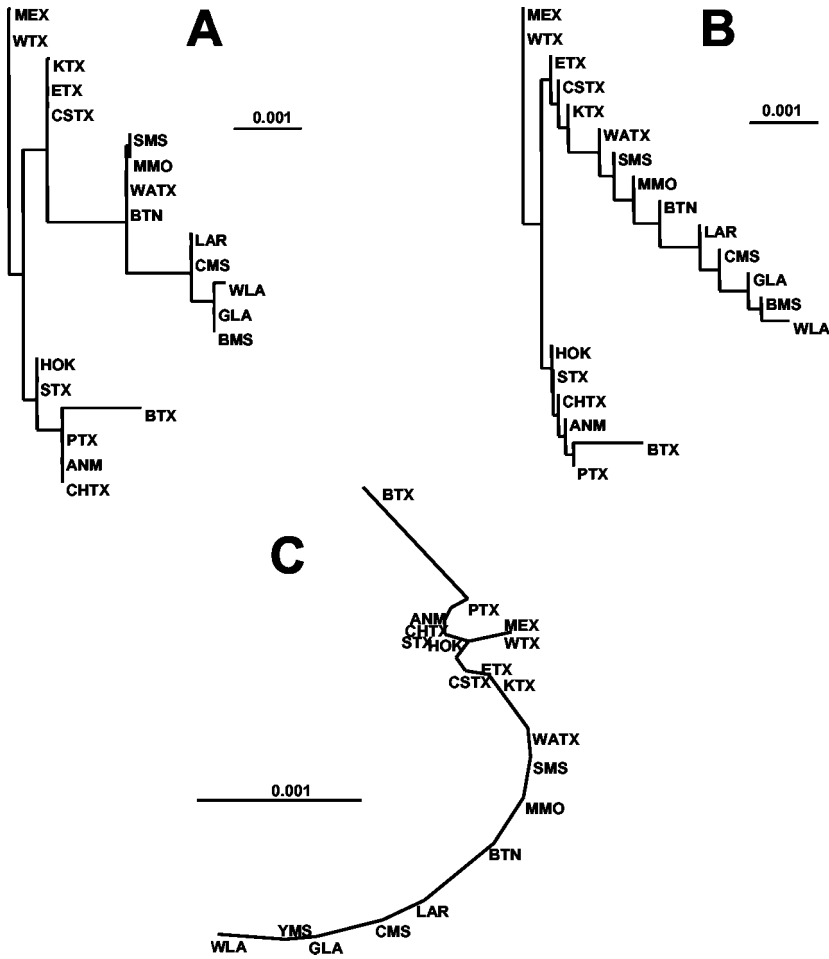 A
MEX
WTX
KTX
ETX
CSTX
0.001
SMS
MMO
WATX
BTN
LAR
CMS
WLA
GLA
BMS
HOK
STX
BTX
PTX
ANM
CHTX
B
MEX
WTX
ETX
CSTX
KTX
0.001
WATX
SMS
MMO
BTN
LAR
CMS
GLA
BMS
WLA
HOK
STX
CHTX
ANM
BTX
PTX
C
BTX
PTX
ANM
MEX
CHTX
WTX
STX
HOK
ETX
CSTX
KTX
WATX
SMS
0.001
MMO
BTN
LAR
CMS
YMS
GLA
WLA